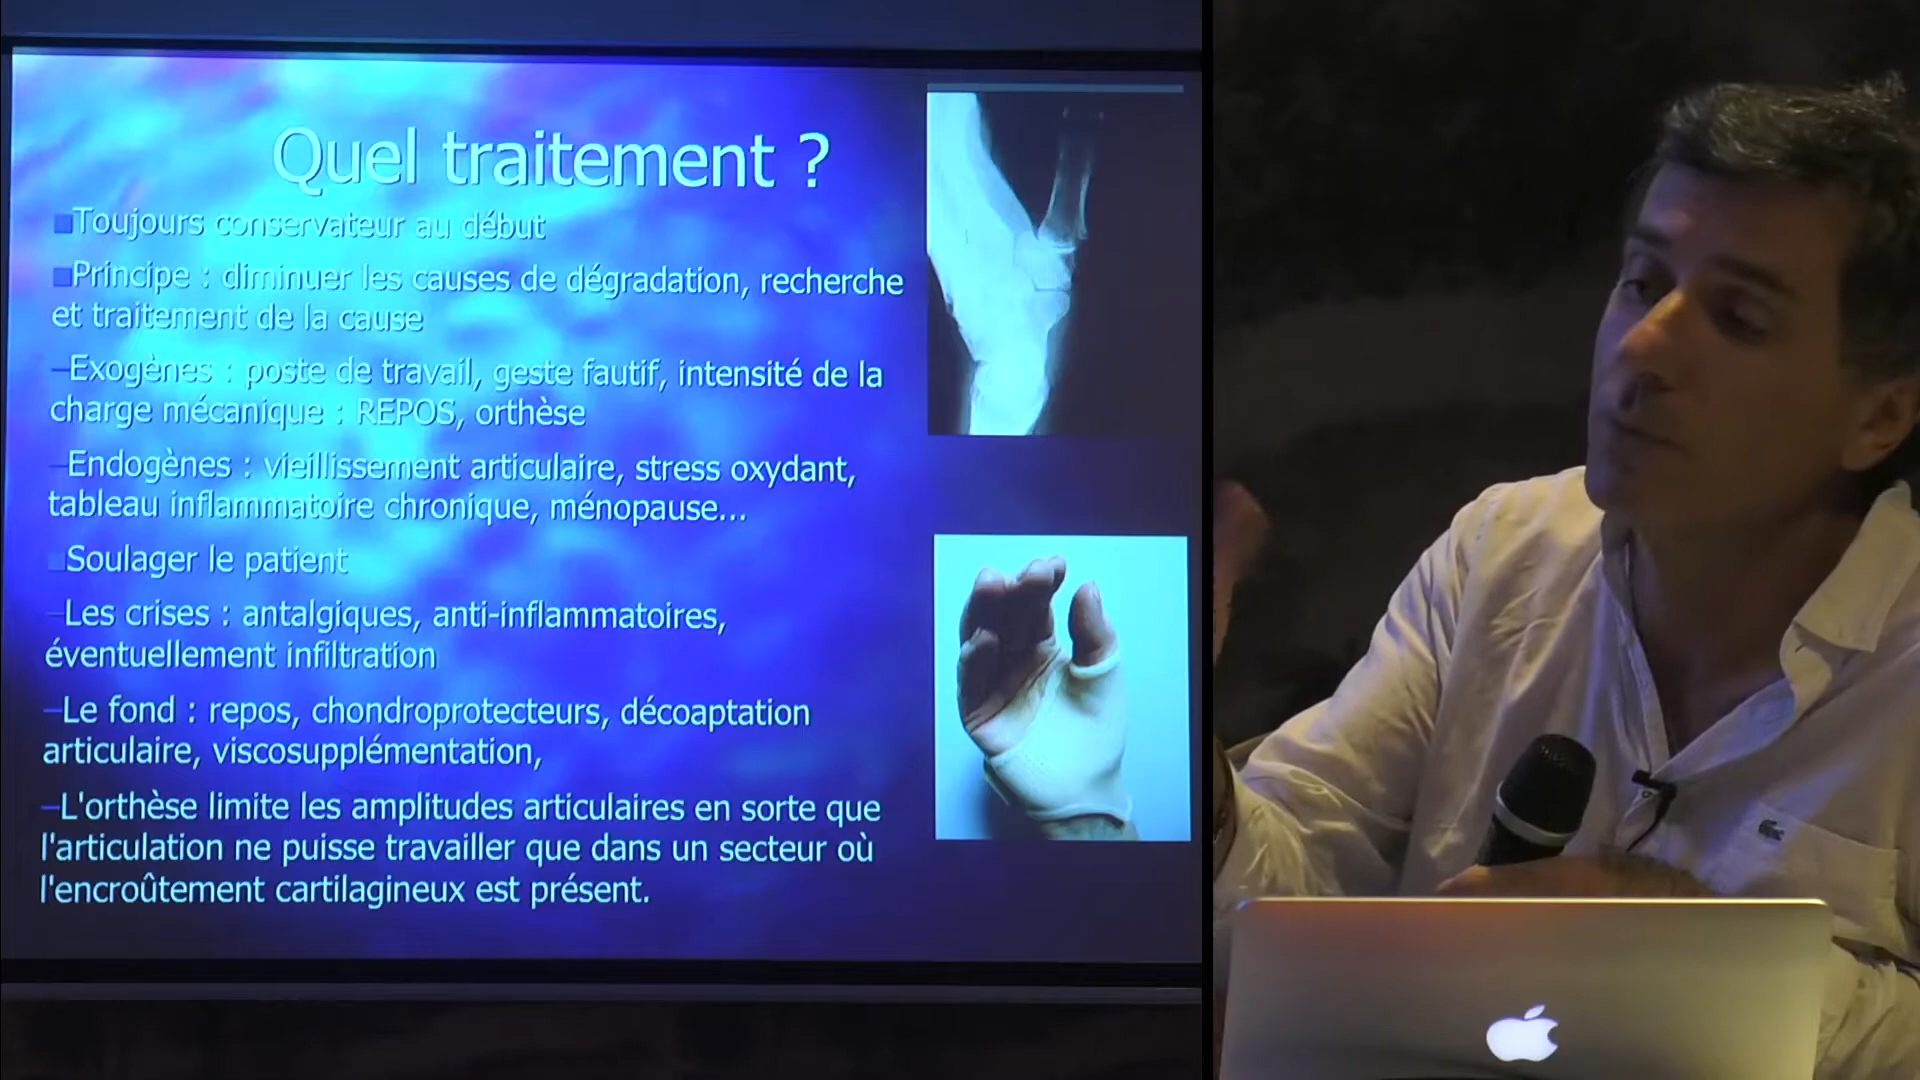 Quel traitement ?
Toujours conservateur au début
Principe : diminuer les causes de dégradation, recherche
et traitement de la cause
–Exogènes : poste de travail, geste fautif, intensité de la
charge mécanique : REPOS, orthèse
–Endogènes : vieillissement articulaire, stress oxydant,
tableau inflammatoire chronique, ménopause...
Soulager le patient
–Les crises : antalgiques, anti-inflammatoires,
éventuellement infiltration
–Le fond : repos, chondroprotecteurs, décoaptation
articulaire, viscosupplémentation,
–L'orthèse limite les amplitudes articulaires en sorte que
l'articulation ne puisse travailler que dans un secteur où
l'encroûtement cartilagineux est présent.